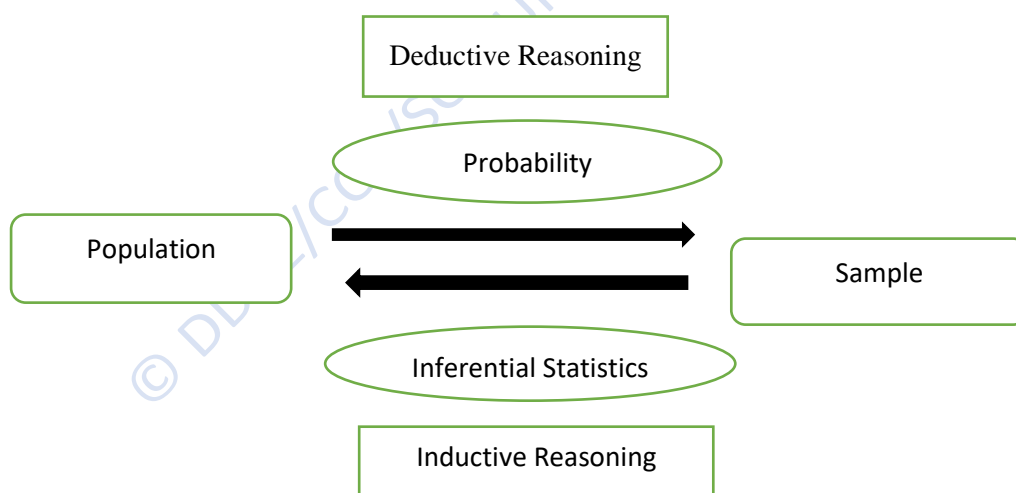 Deductive Reasoning
Probability
Population
Sample
Inferential Statistics
Inductive Reasoning